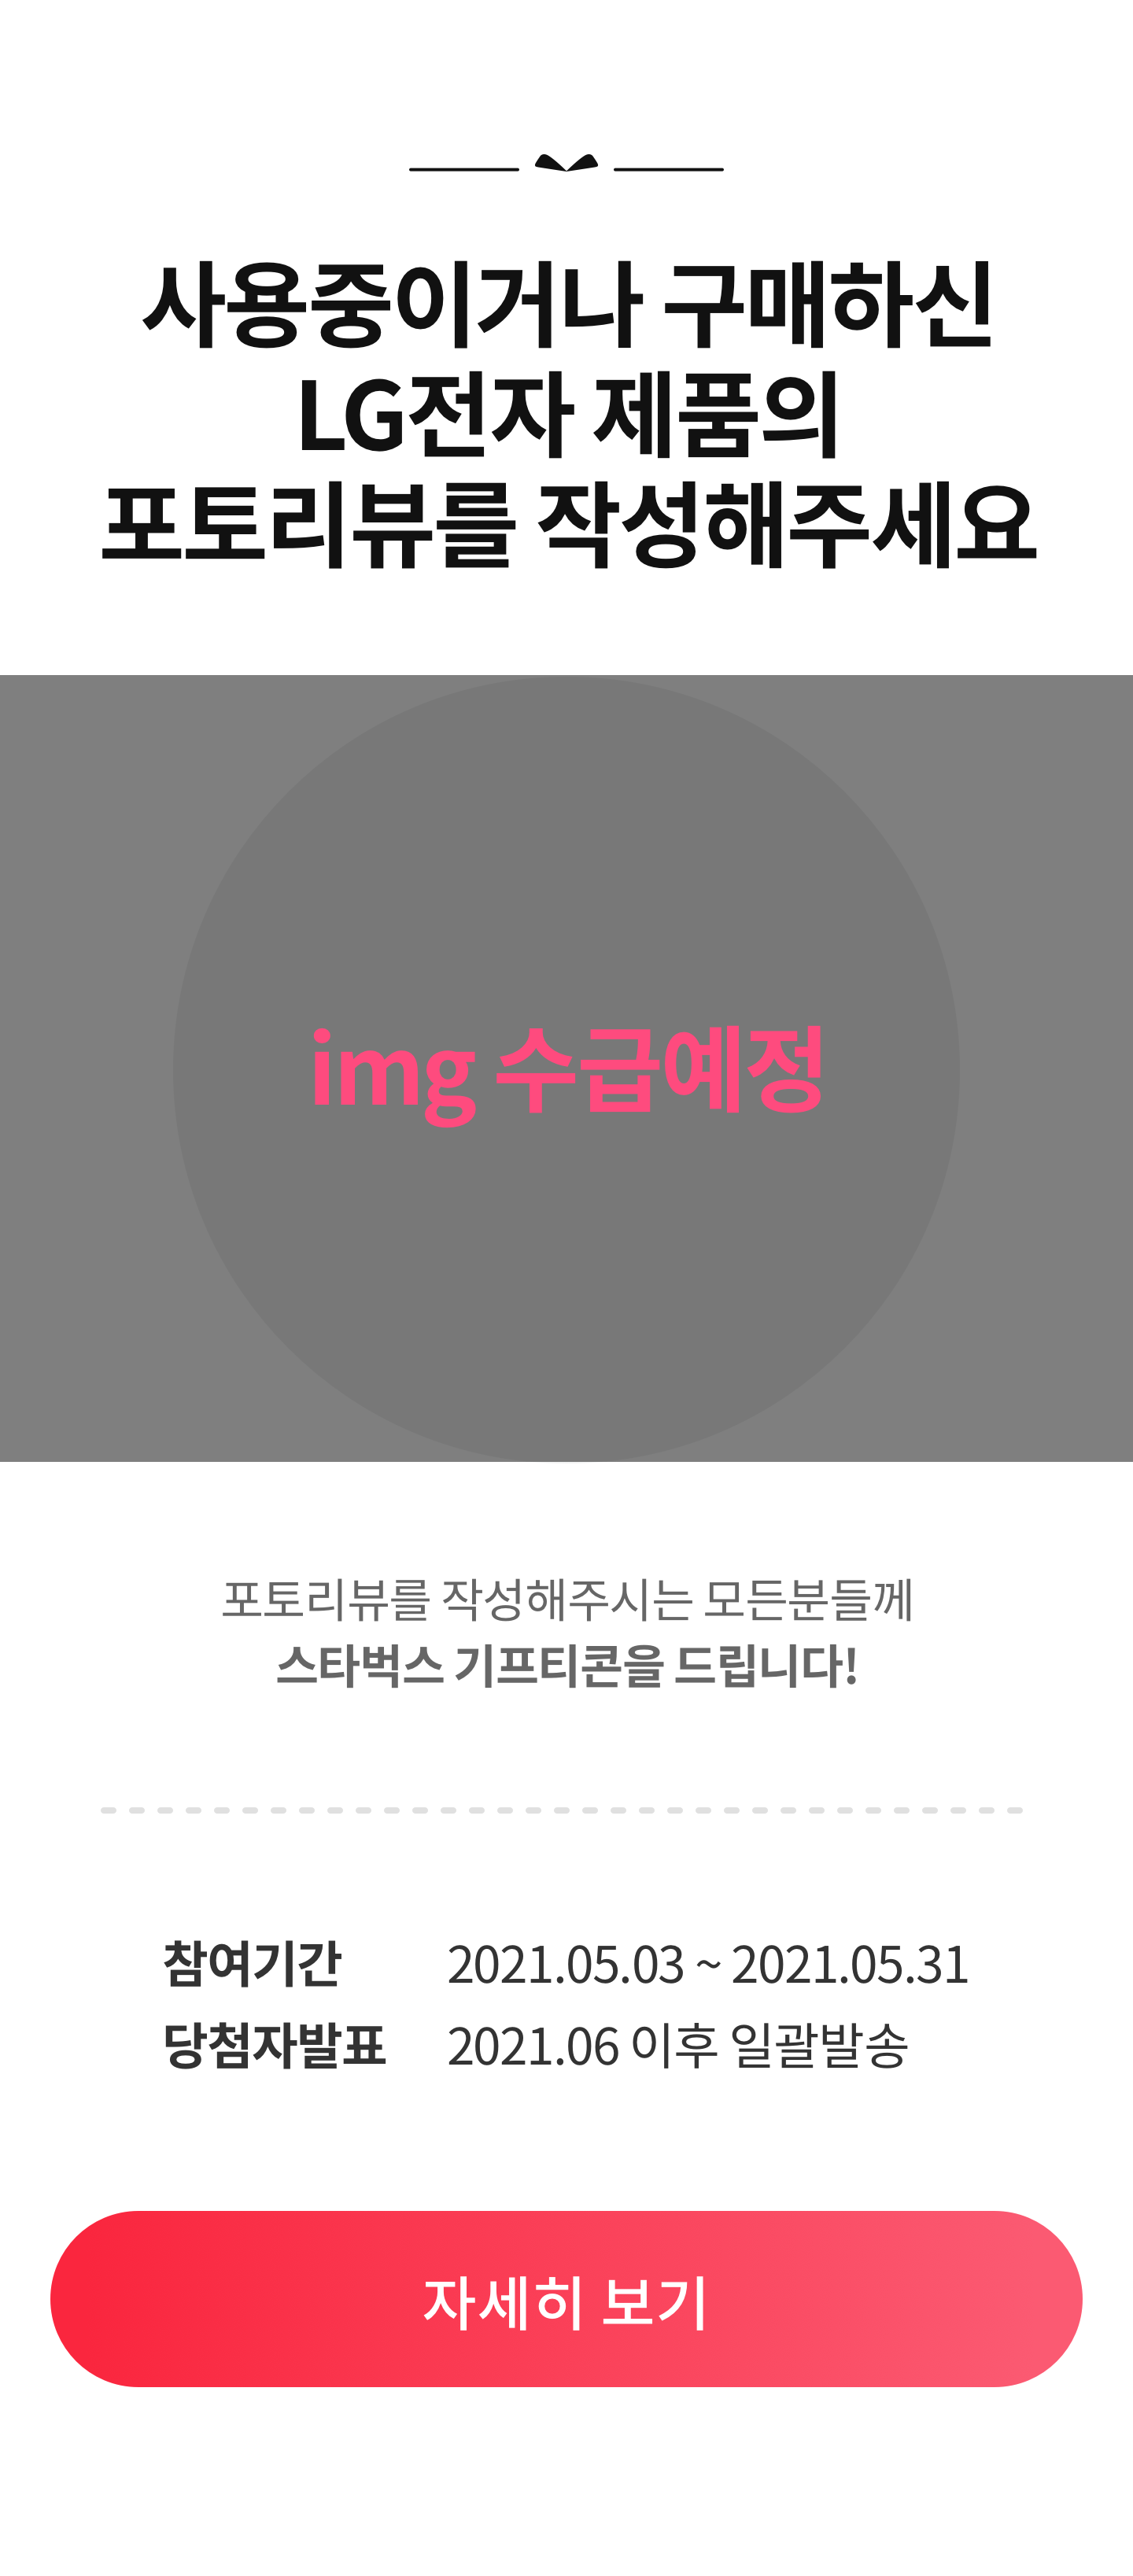 사용중이거나 구매하신
LG전자 제품의
포토리뷰를 작성해주세요
img 수급예정
포토리뷰를 작성해주시는 모든분들께
스타벅스 기프티콘을 드립니다!
참여기간 2021.05.03 ~ 2021.05.31
당첨자발표 2021.06 이후 일괄발송
자세히 보기